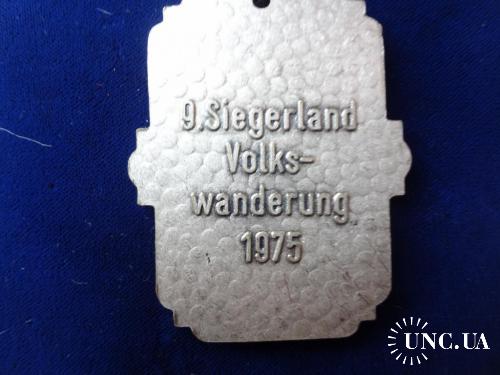 9.Siegerland
Volks-
wanderung
1975
UNC.UA